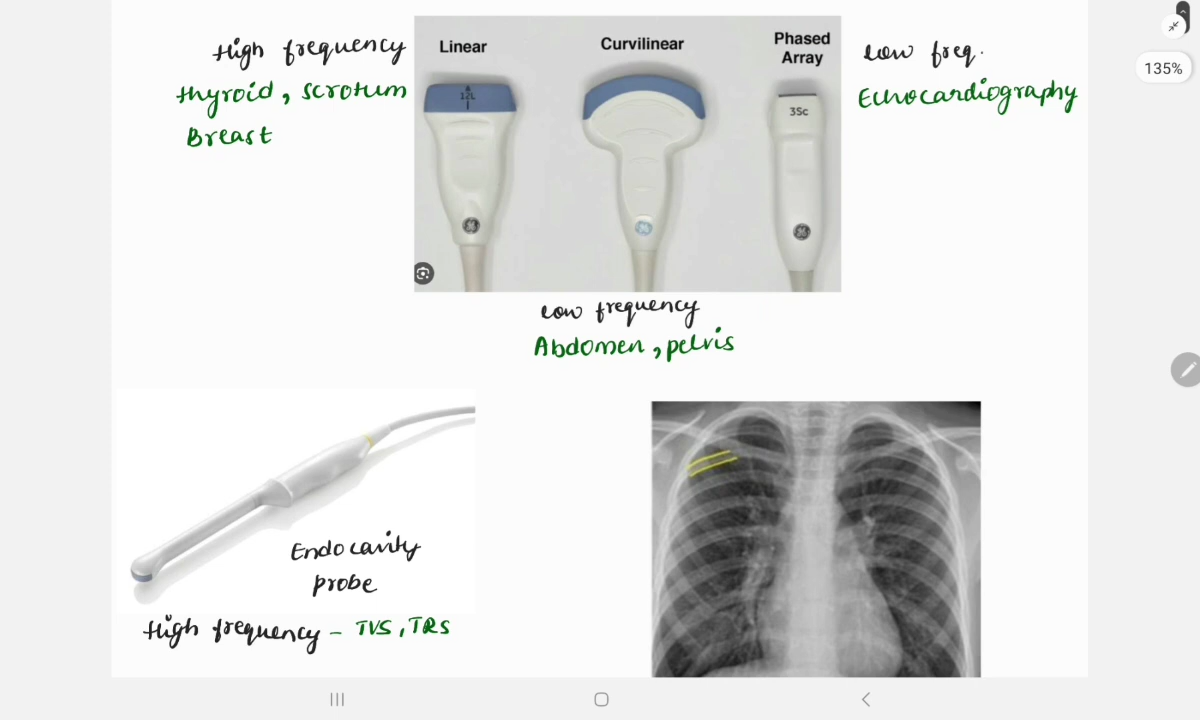 High frequency
thyroid, scrotum
Breast
Linear
12L
Curvilinear
Phased
Array
3Sc
low freq.
Echocardiography
135%
low frequency
Abdomen, pelvis
Endocavity
probe
High frequency - TVS, TRS